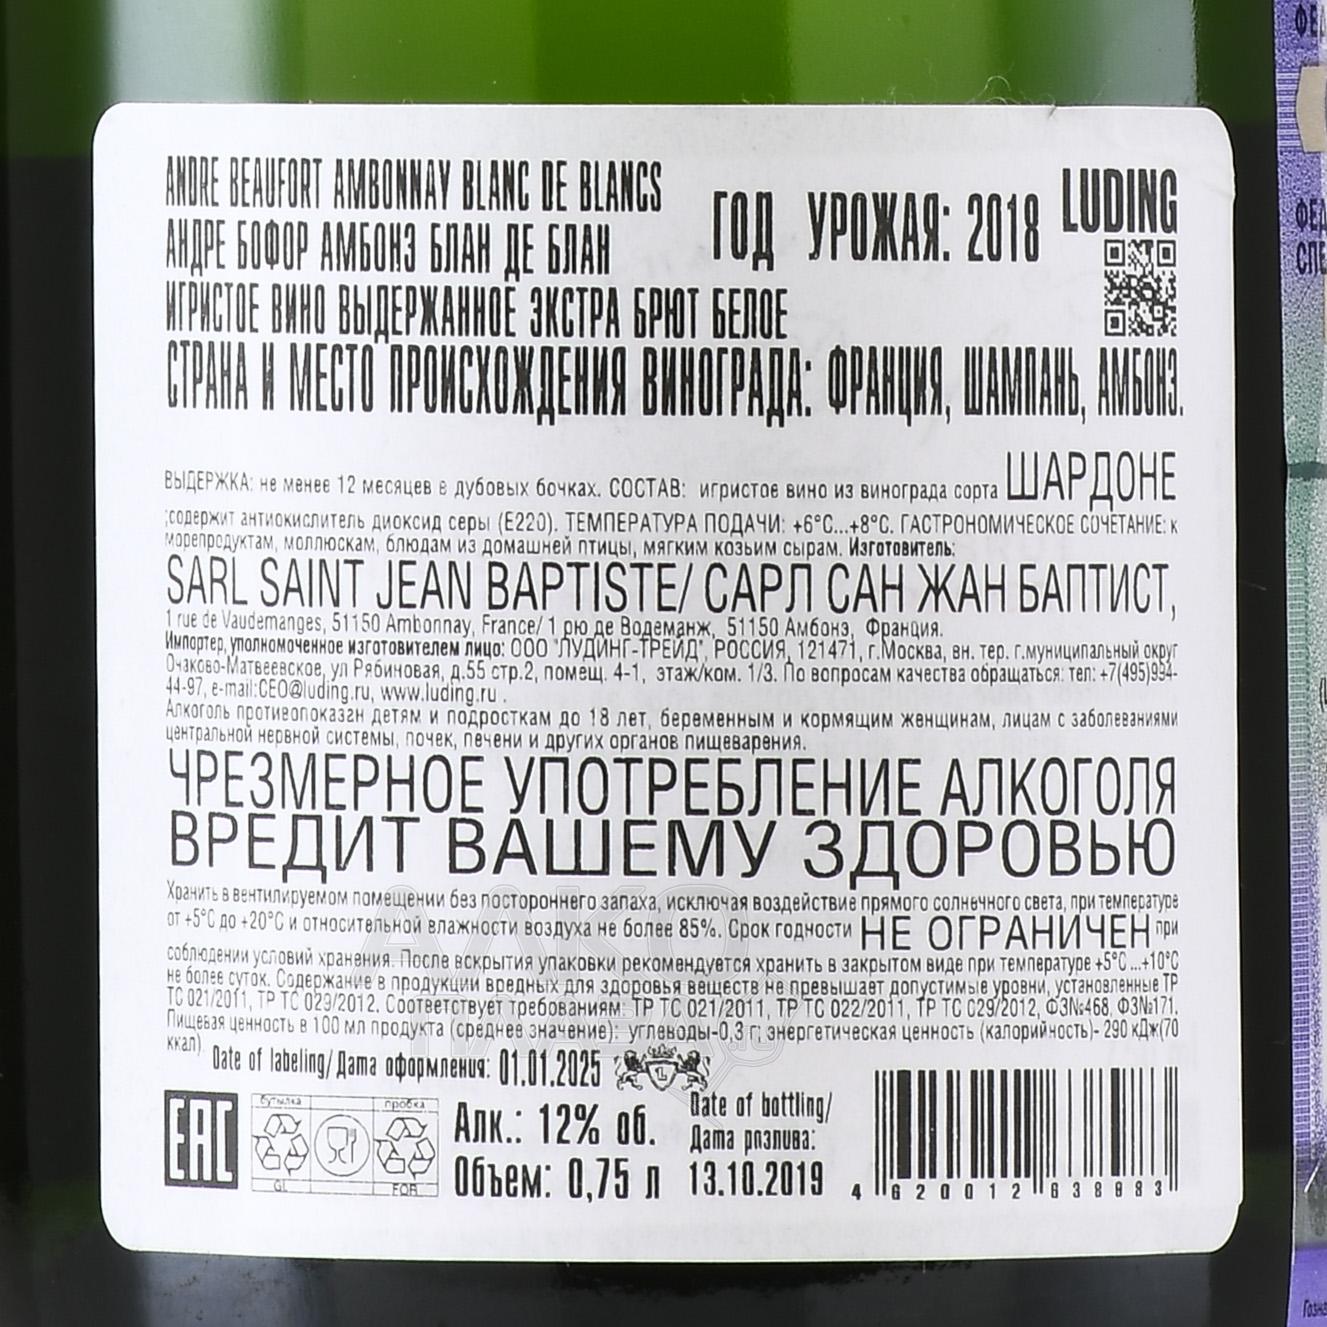 ANDRE BEAUFORT AMBONNAY BLANC DE BLANCS
АНДРЕ БОФОР АМБОНЭ БЛАН ДЕ БЛАН
ГОД УРОЖАЯ: 2018
LUDING
ИГРИСТОЕ ВИНО ВЫДЕРЖАННОЕ ЭКСТРА БРЮТ БЕЛОЕ
СТРАНА И МЕСТО ПРОИСХОЖДЕНИЯ ВИНОГРАДА: ФРАНЦИЯ, ШАМПАНЬ, АМБОНЭ.
ВЫДЕРЖКА: не менее 12 месяцев в дубовых бочках. СОСТАВ: игристое вино из винограда сорта ШАРДОНЕ
;содержит антиокислитель диоксид серы (Е220). ТЕМПЕРАТУРА ПОДАЧИ: +6°С...+8°С. ГАСТРОНОМИЧЕСКОЕ СОЧЕТАНИЕ: к
морепродуктам, моллюскам, блюдам из домашней птицы, мягким козьим сырам. Изготовитель:
SARL SAINT JEAN BAPTISTE/ САРЛ САН ЖАН БАПТИСТ,
1 rue de Vaudemanges, 51150 Ambonnay, France/ 1 рю де Водеманж, 51150 Амбонэ, Франция.
Импортер, уполномоченное изготовителем лицо: ООО "ЛУДИНГ-ТРЕЙД", РОССИЯ, 121471, г.Москва, вн. тер. г.муниципальный округ
Очаково-Матвеевское, ул Рябиновая, д.55 стр.2, помещ. 4-1, этаж/ком. 1/3. По вопросам качества обращаться: тел: +7(495)994-
44-97, e-mail:CEO@luding.ru, www.luding.ru .
Алкоголь противопоказан детям и подросткам до 18 лет, беременным и кормящим женщинам, лицам с заболеваниями
центральной нервной системы, почек, печени и других органов пищеварения.
ЧРЕЗМЕРНОЕ УПОТРЕБЛЕНИЕ АЛКОГОЛЯ
ВРЕДИТ ВАШЕМУ ЗДОРОВЬЮ
Хранить в вентилируемом помещении без постороннего запаха, исключая воздействие прямого солнечного света, при температуре
от +5°С до +20°С и относительной влажности воздуха не более 85%. Срок годности НЕ ОГРАНИЧЕН при
соблюдении условий хранения. После вскрытия упаковки рекомендуется хранить в закрытом виде при температуре +5°С ...+10°С
не более суток. Содержание в продукции вредных для здоровья веществ не превышает допустимые уровни, установленные ТР
ТС 021/2011, ТР ТС 029/2012. Соответствует требованиям: ТР ТС 021/2011, ТР ТС 022/2011, ТР ТС 029/2012, ФЗ№468, ФЗ№171.
Пищевая ценность в 100 мл продукта (среднее значение): углеводы-0,3 г; энергетическая ценность (калорийность)- 290 кДж(70
ккал).
Date of labeling/ Дата оформления: 01.01.2025
EAC
бутылка
GL
пробка
FOR
Алк.: 12% об.
Объем: 0,75 л
Date of bottling/
Дата розлива:
13.10.2019
4 620012 638983
АЛКО
ПЛАЗА.ru
ФЕД
ФЕД
СПЕ
Гозна